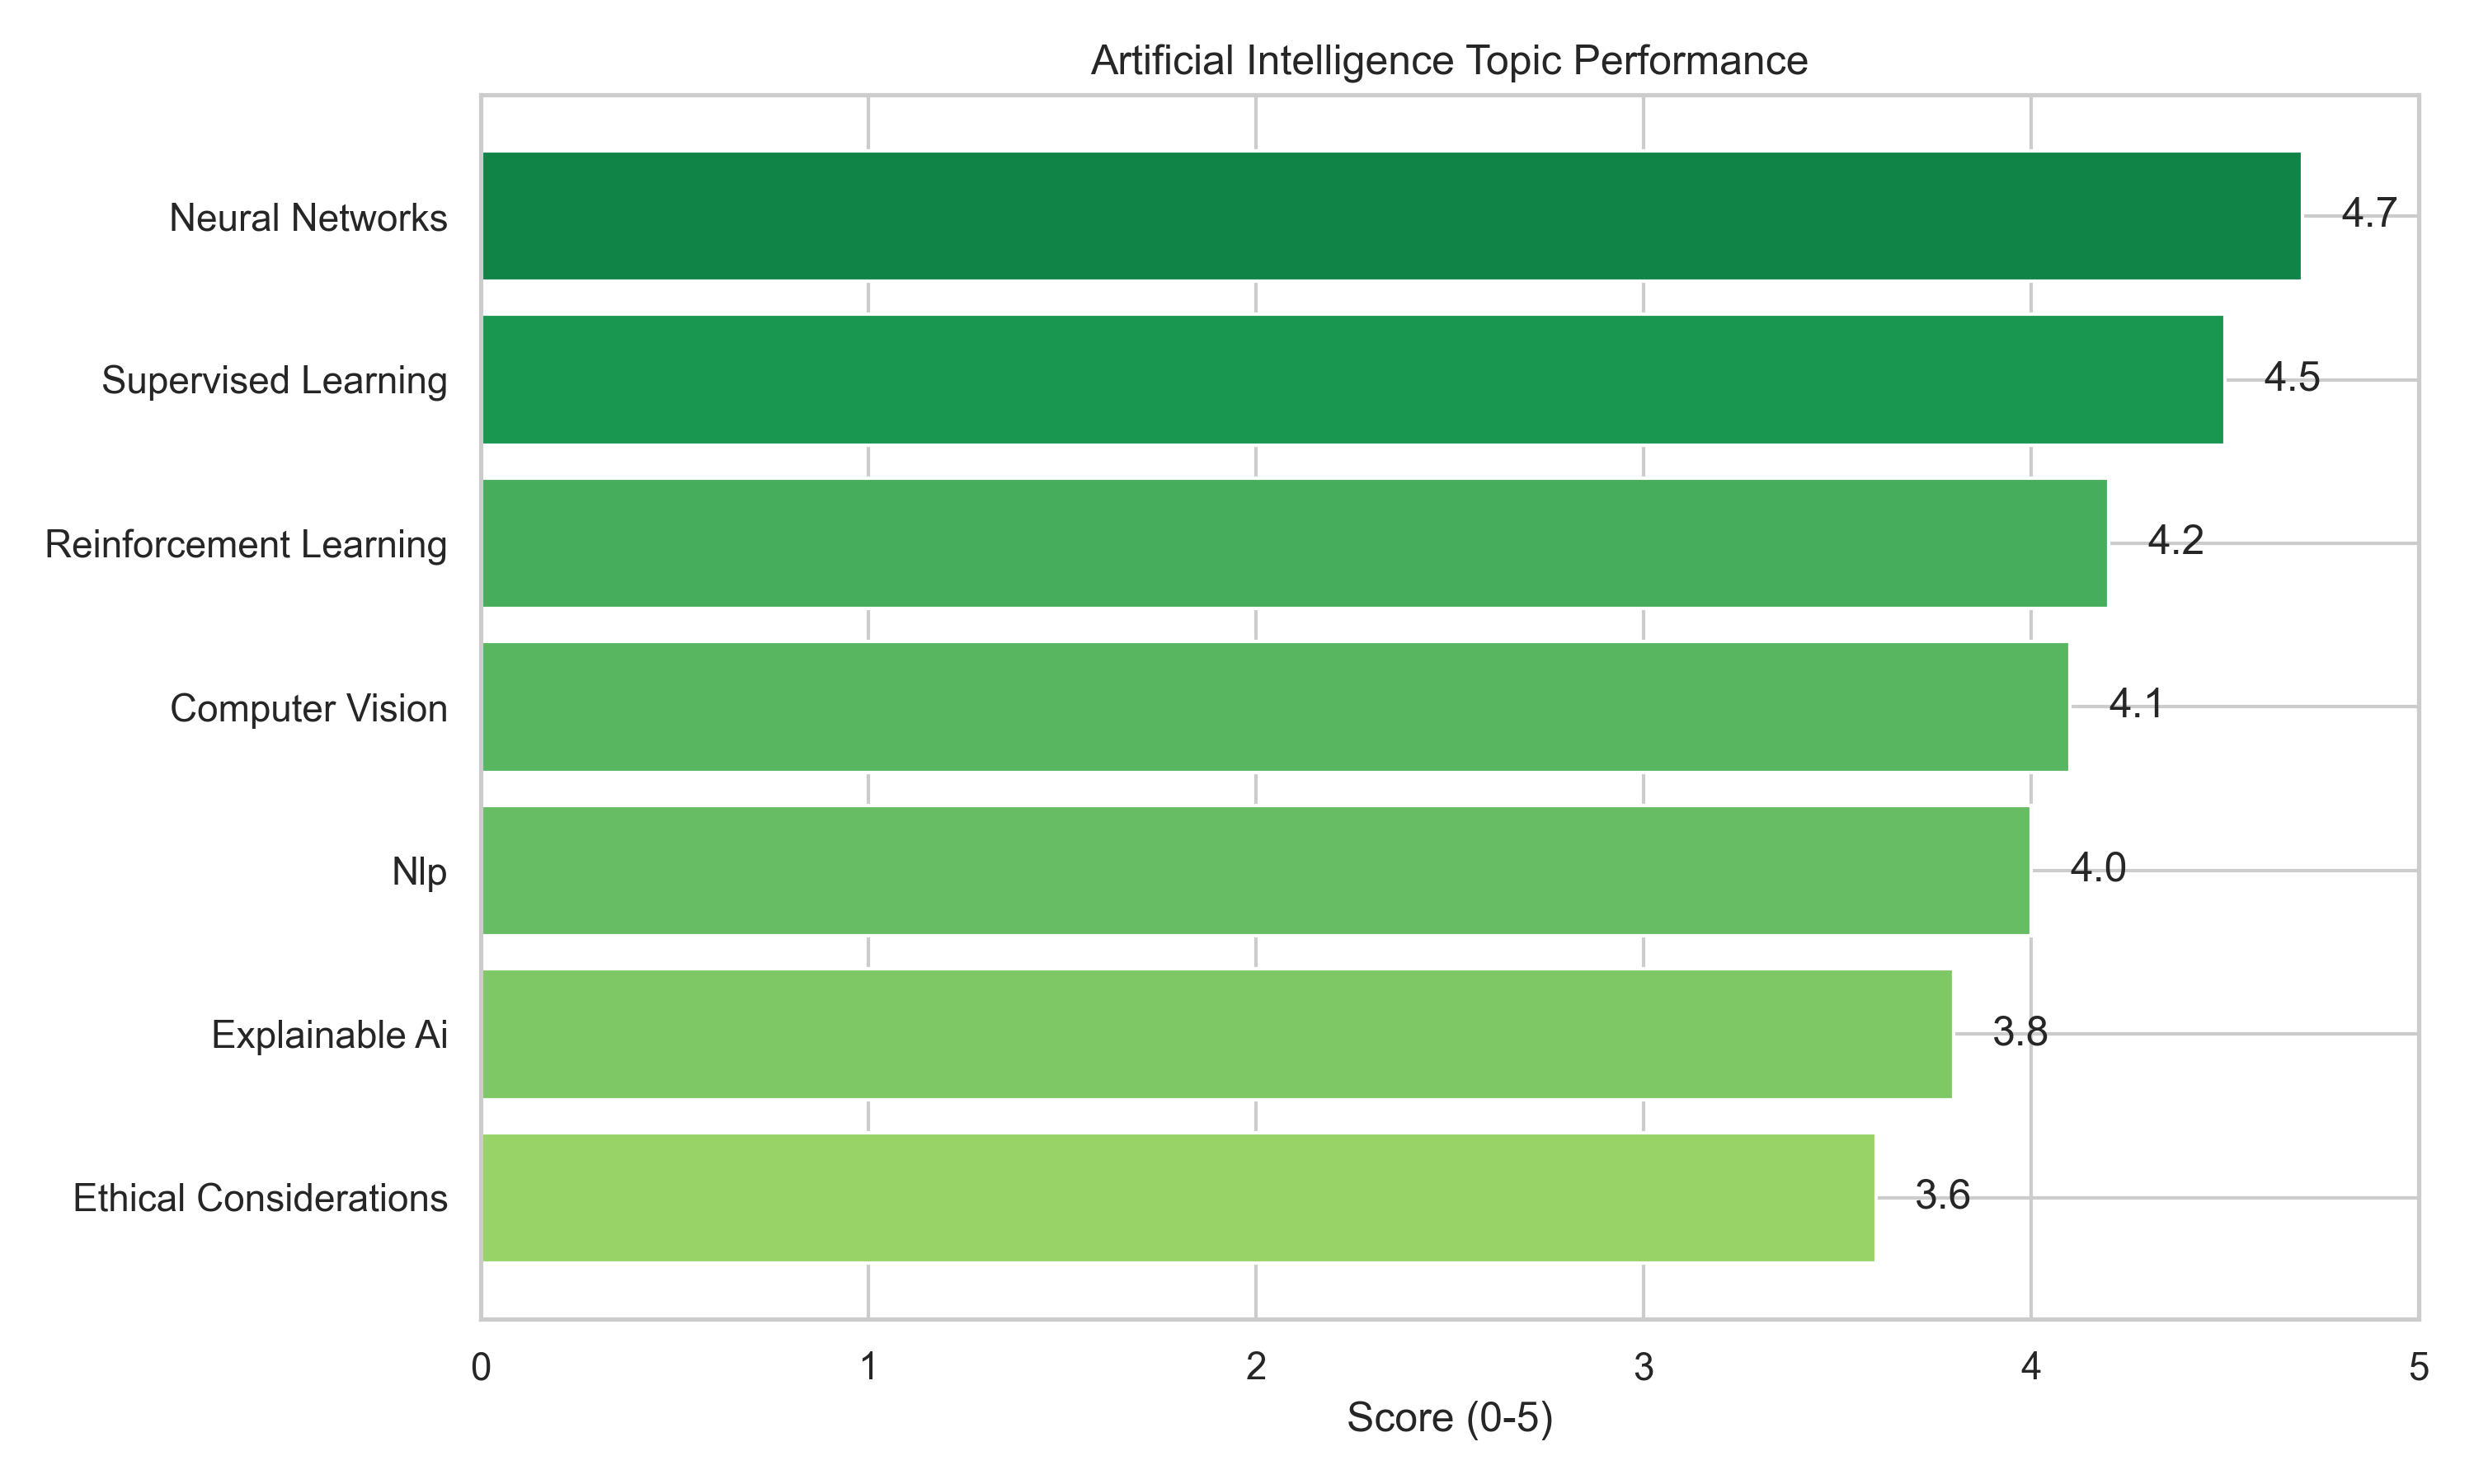 Artificial Intelligence Topic Performance
Neural Networks 4.7
Supervised Learning 4.5
Reinforcement Learning 4.2
Computer Vision 4.1
Nlp 4.0
Explainable Ai 3.8
Ethical Considerations 3.6
0 1 2 3 4 5
Score (0-5)